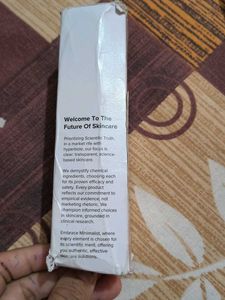 Welcome To The
Future Of Skincare
Prioritizing Scientific Truth,
in a market rife with
hyperbole, our focus is
clear, transparent, science-
based skincare.
We demystify chemical
ingredients, choosing each
for its proven efficacy and
safety. Every product
reflects our commitment to
empirical evidence, not
marketing rhetoric. We
champion informed choices
in skincare, grounded in
clinical research.
Embrace Minimalist, where
every element is chosen for
its scientific merit, offering
you authentic, effective
skincare solutions.